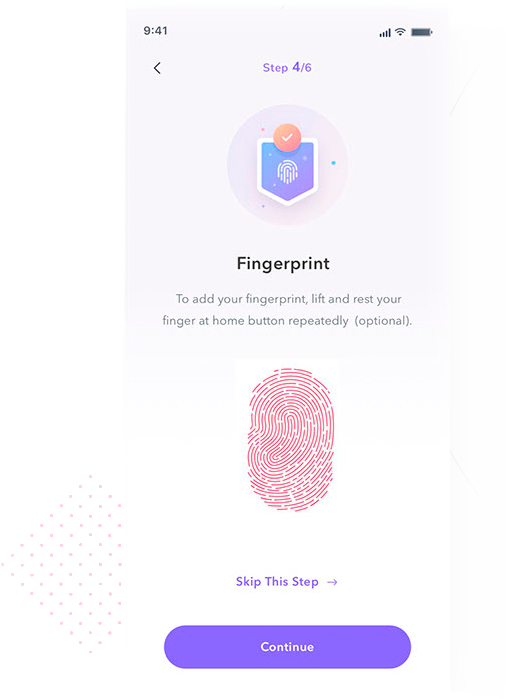 9:41
Step 4/6
Fingerprint
To add your fingerprint, lift and rest your
finger at home button repeatedly (optional).
Skip This Step →
Continue